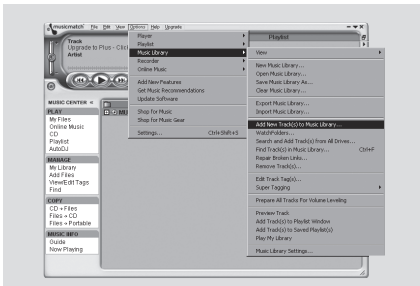 musicmatch File Edit View Options Help Upgrade
Track
Upgrade to Plus - Clic
Artist
Playlist
MUSIC CENTER «
PLAY
My Files
Online Music
CD
Playlist
AutoDJ
MANAGE
My Library
Add Files
View/Edit Tags
Find
COPY
CD → Files
Files → CD
Files → Portable
MUSIC INFO
Guide
Now Playing
Player
Playlist
Music Library
Recorder
Online Music
Add New Features
Get Music Recommendations
Update Software
Shop for Music
Shop for Music Gear
Settings... Ctrl+Shift+S
View
New Music Library...
Open Music Library...
Save Music Library As...
Clear Music Library...
Export Music Library...
Import Music Library...
Add New Track(s) to Music Library...
WatchFolders...
Search and Add Track(s) from All Drives...
Find Track(s) in Music Library... Ctrl+F
Repair Broken Links...
Remove Track(s)...
Edit Track Tag(s)...
Super Tagging
Prepare All Tracks For Volume Leveling
Preview Track
Add Track(s) to Playlist Window
Add Track(s) to Saved Playlist(s)
Play My Library
Music Library Settings...